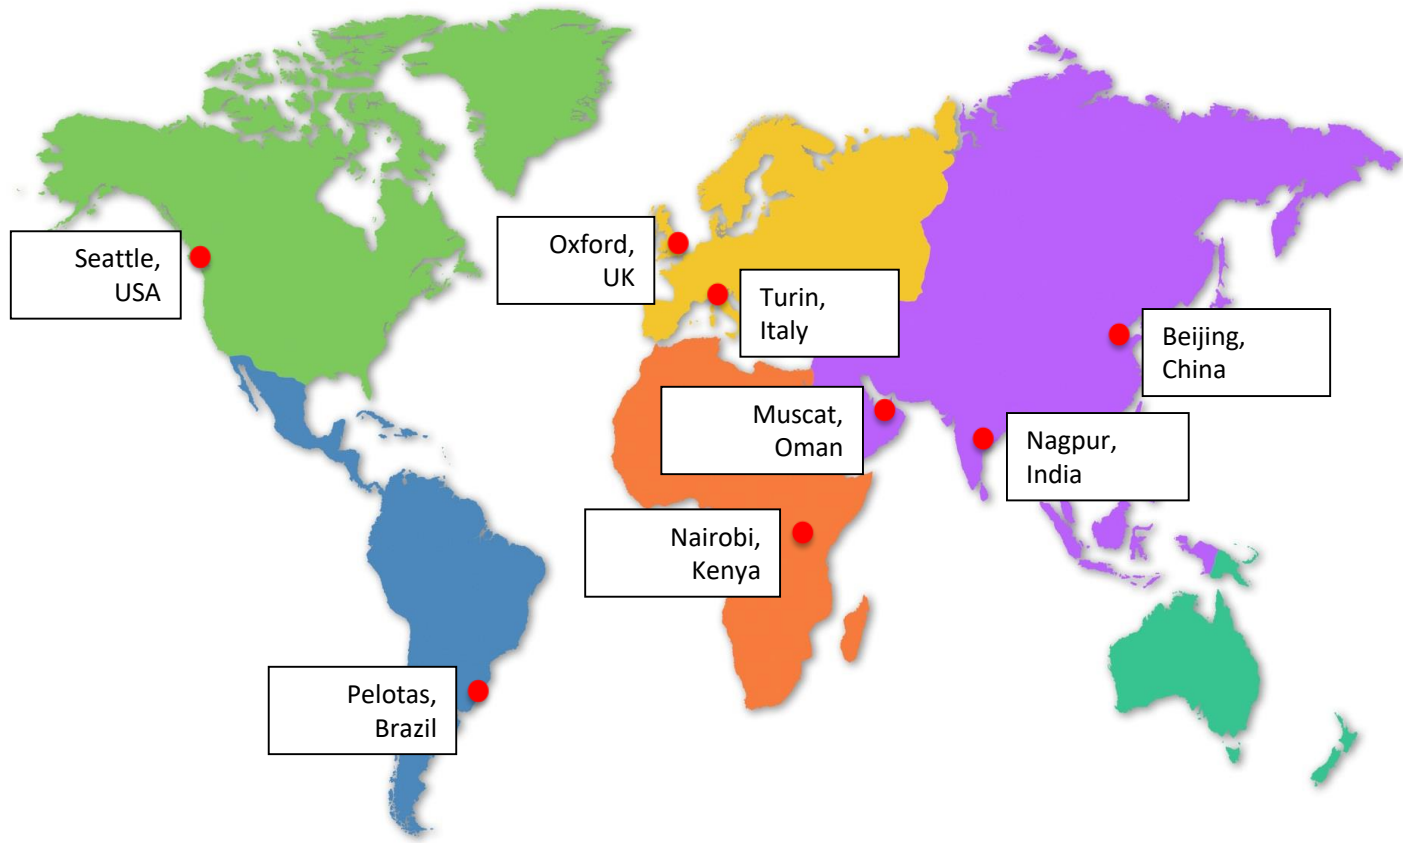 Seattle,
USA
Oxford,
UK
Turin,
Italy
Beijing,
China
Muscat,
Oman
Nagpur,
India
Nairobi,
Kenya
Pelotas,
Brazil